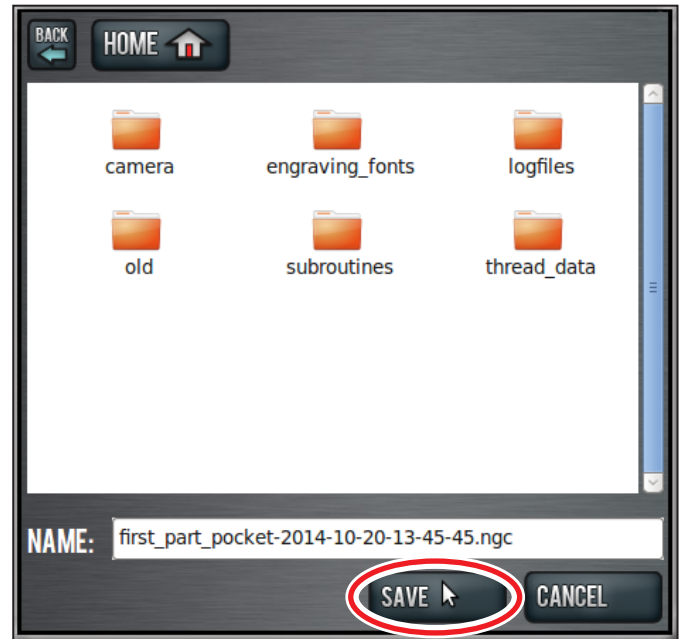 BACK
HOME
camera engraving_fonts logfiles
old subroutines thread_data
NAME: first_part_pocket-2014-10-20-13-45-45.ngc
SAVE CANCEL